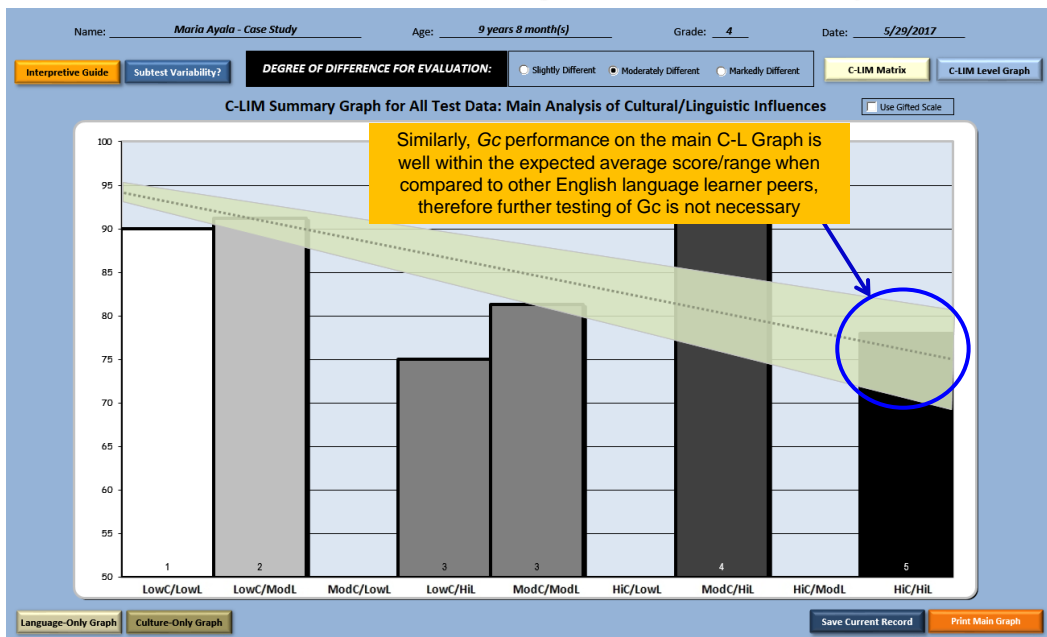 Name: Maria Ayala - Case Study Age: 9 years 8 month(s) Grade: 4 Date: 5/29/2017
Interpretive Guide Subtest Variability? DEGREE OF DIFFERENCE FOR EVALUATION: Slightly Different Moderately Different Markedly Different C-LIM Matrix C-LIM Level Graph
C-LIM Summary Graph for All Test Data: Main Analysis of Cultural/Linguistic Influences Use Gifted Scale
Similarly, Gc performance on the main C-L Graph is
well within the expected average score/range when
compared to other English language learner peers,
therefore further testing of Gc is not necessary
100
95
90
85
80
75
70
65
60
55
50
1 2 3 3 4 5
LowC/LowL LowC/ModL ModC/LowL LowC/HiL ModC/ModL HiC/LowL ModC/HiL HiC/ModL HiC/HiL
Language-Only Graph Culture-Only Graph Save Current Record Print Main Graph